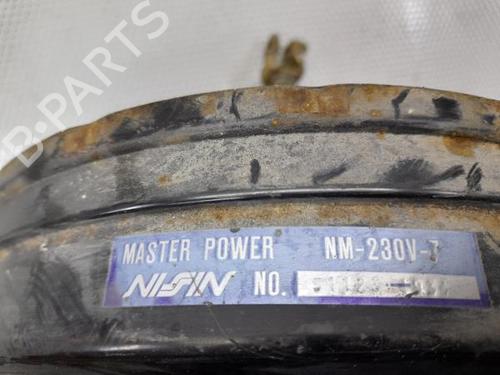 MASTER POWER NM-230V-7
NISSIN NO.
B-PARTS